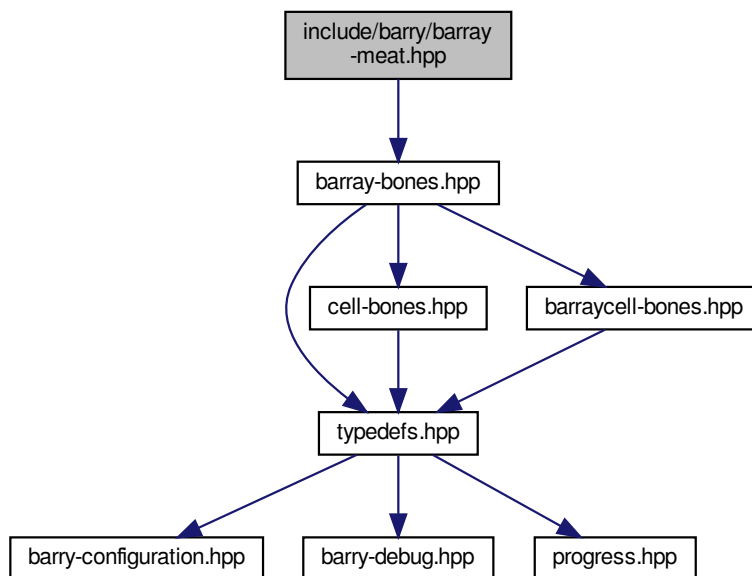 include/barry/barray
-meat.hpp
barray-bones.hpp
cell-bones.hpp
barraycell-bones.hpp
typedefs.hpp
barry-configuration.hpp
barry-debug.hpp
progress.hpp